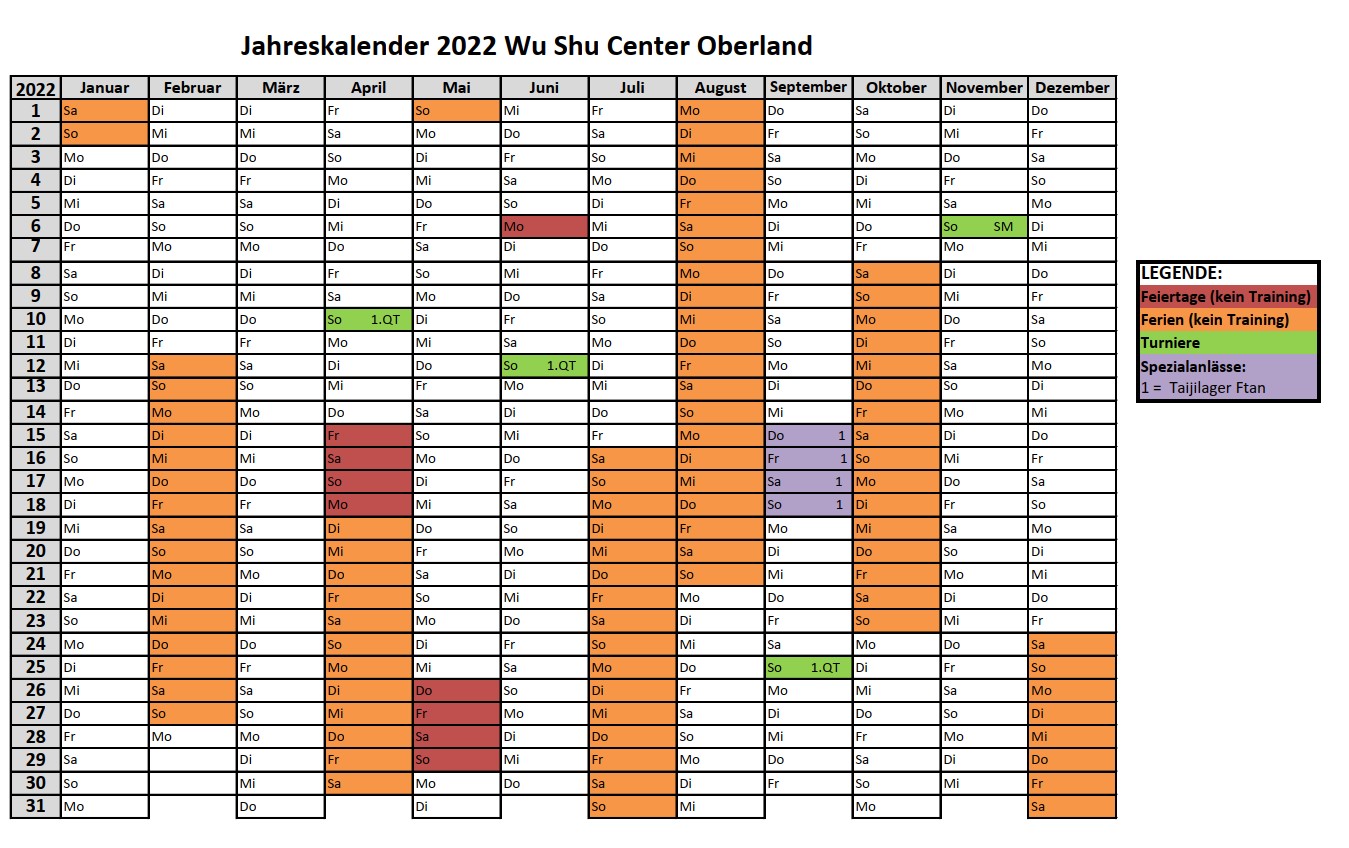 Jahreskalender 2022 Wu Shu Center Oberland
2022 Januar Februar März April Mai Juni Juli August September Oktober November Dezember
1 Sa Di Di Fr So Mi Fr Mo Do Sa Di Do
2 So Mi Mi Sa Mo Do Sa Di Fr So Mi Fr
3 Mo Do Do So Di Fr So Mi Sa Mo Do Sa
4 Di Fr Fr Mo Mi Sa Mo Do So Di Fr So
5 Mi Sa Sa Di Do So Di Fr Mo Mi Sa Mo
6 Do So So Mi Fr Mo Mi Sa Di Do So SM Di
7 Fr Mo Mo Do Sa Di Do So Mi Fr Mo Mi
8 Sa Di Di Fr So Mi Fr Mo Do Sa Di Do
9 So Mi Mi Sa Mo Do Sa Di Fr So Mi Fr
10 Mo Do Do So 1.QT Di Fr So Mi Sa Mo Do Sa
11 Di Fr Fr Mo Mi Sa Mo Do So Di Fr So
12 Mi Sa Sa Di Do So 1.QT Di Fr Mo Mi Sa Mo
13 Do So So Mi Fr Mo Mi Sa Di Do So Di
14 Fr Mo Mo Do Sa Di Do So Mi Fr Mo Mi
15 Sa Di Di Fr So Mi Fr Mo Do 1 Sa Di Do
16 So Mi Mi Sa Mo Do Sa Di Fr 1 So Mi Fr
17 Mo Do Do So Di Fr So Mi Sa 1 Mo Do Sa
18 Di Fr Fr Mo Mi Sa Mo Do So 1 Di Fr So
19 Mi Sa Sa Di Do So Di Fr Mo Mi Sa Mo
20 Do So So Mi Fr Mo Mi Sa Di Do So Di
21 Fr Mo Mo Do Sa Di Do So Mi Fr Mo Mi
22 Sa Di Di Fr So Mi Fr Mo Do Sa Di Do
23 So Mi Mi Sa Mo Do Sa Di Fr So Mi Fr
24 Mo Do Do So Di Fr So Mi Sa Mo Do Sa
25 Di Fr Fr Mo Mi Sa Mo Do So 1.QT Di Fr So
26 Mi Sa Sa Di Do So Di Fr Mo Mi Sa Mo
27 Do So So Mi Fr Mo Mi Sa Di Do So Di
28 Fr Mo Mo Do Sa Di Do So Mi Fr Mo Mi
29 Sa Di Fr So Mi Fr Mo Do Sa Di Do
30 So Mi Sa Mo Do Sa Di Fr So Mi Fr
31 Mo Do Di So Mi Mo Sa
LEGENDE:
Feiertage (kein Training)
Ferien (kein Training)
Turniere
Spezialanlässe:
1 = Taijilager Ftan